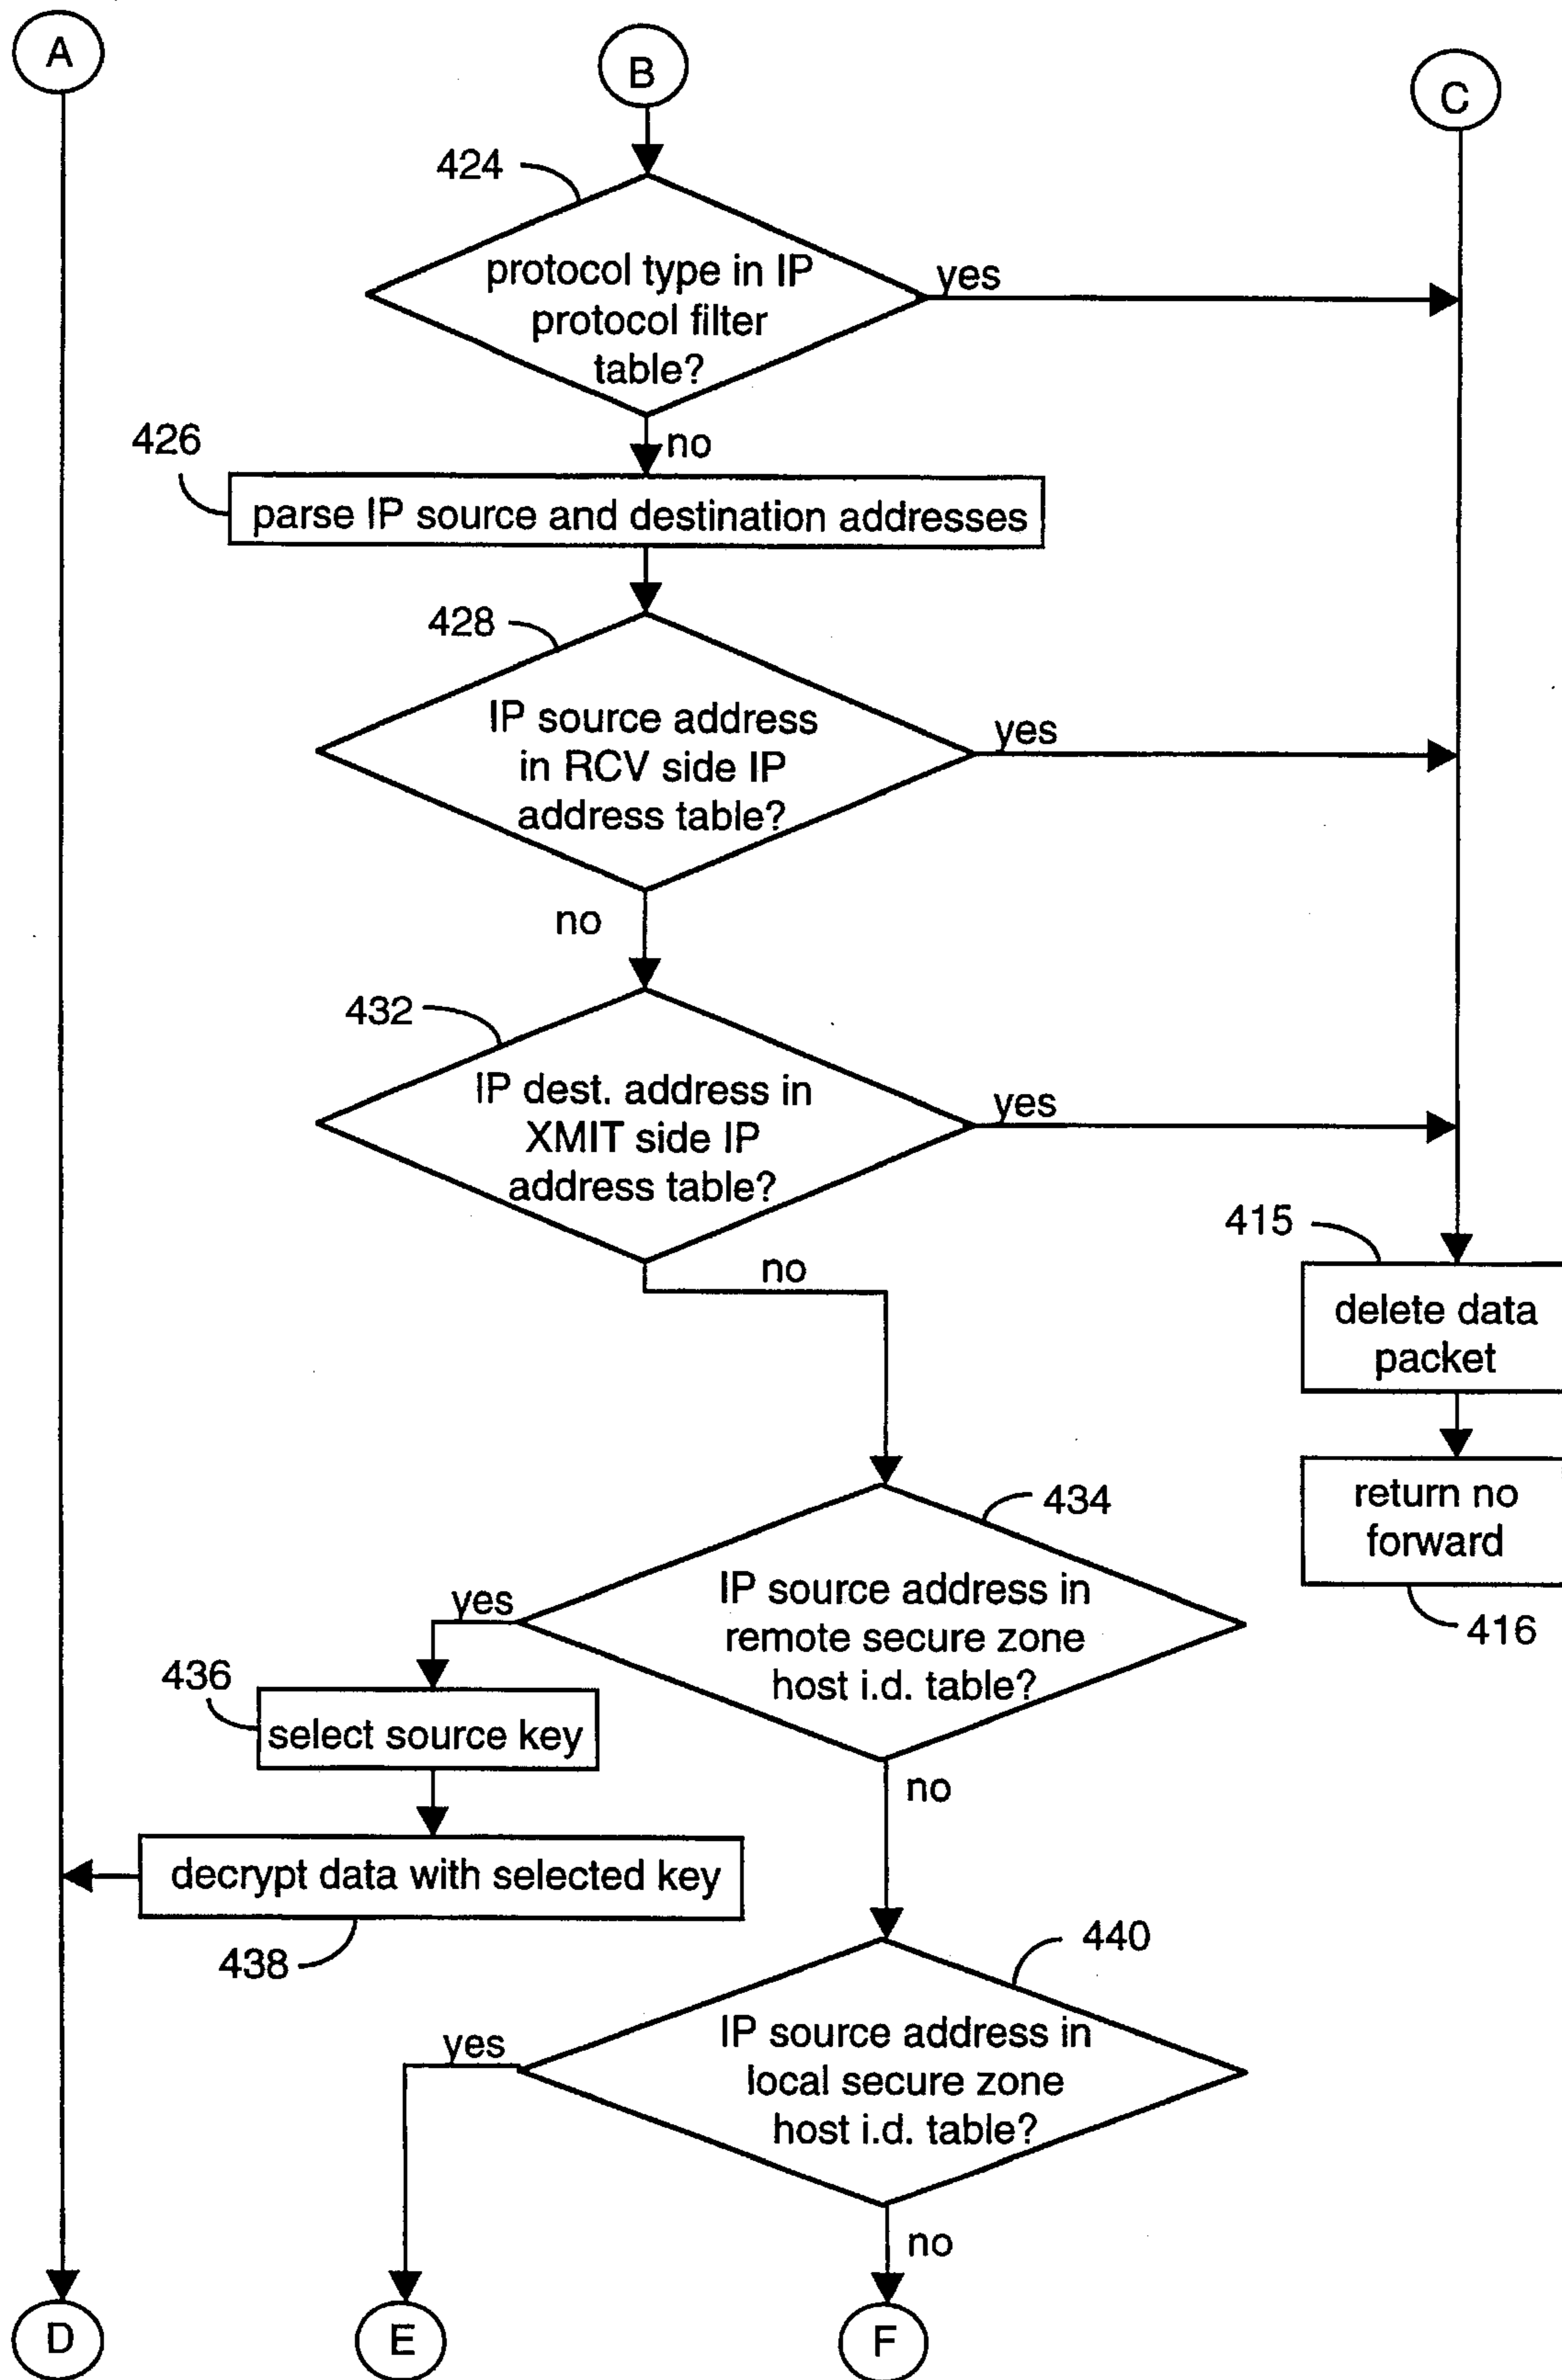 A
B
C
424
protocol type in IP
protocol filter
table?
yes
no
426
parse IP source and destination addresses
428
IP source address
in RCV side IP
address table?
yes
no
432
IP dest. address in
XMIT side IP
address table?
yes
no
415
delete data
packet
return no
forward
416
434
IP source address in
remote secure zone
host i.d. table?
yes
no
436
select source key
decrypt data with selected key
438
440
IP source address in
local secure zone
host i.d. table?
yes
no
D
E
F